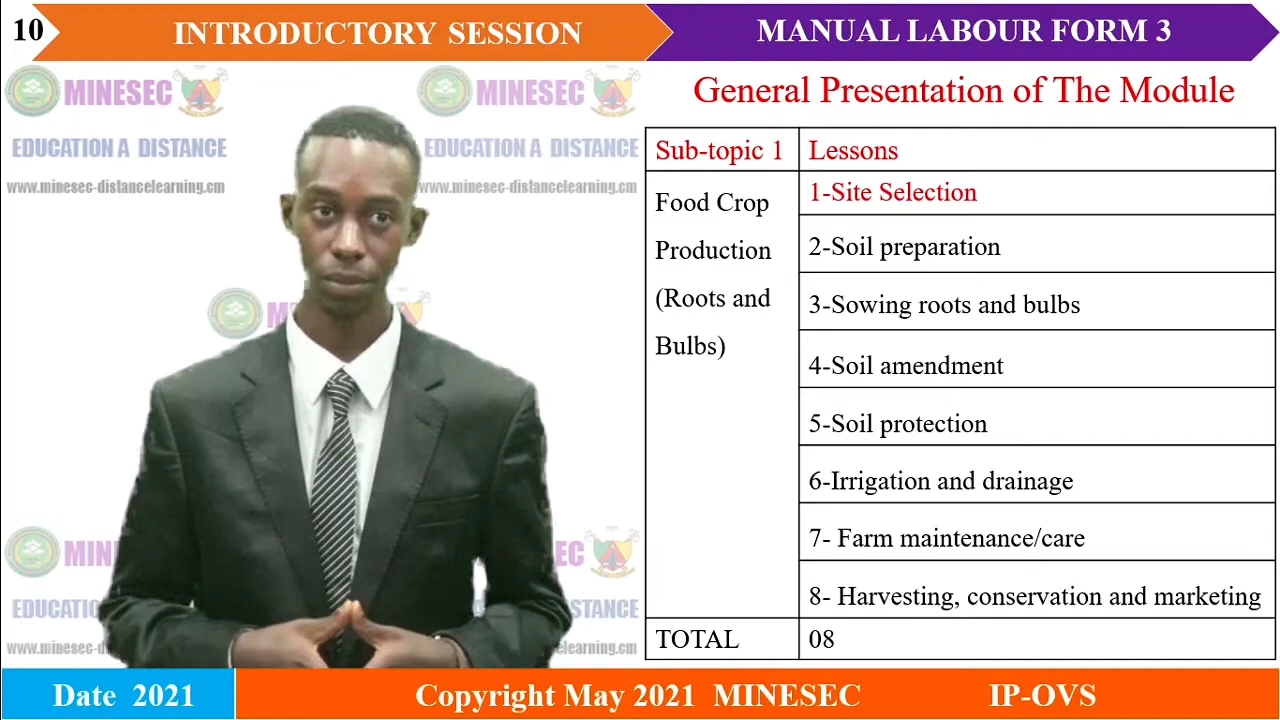 10
INTRODUCTORY SESSION
MANUAL LABOUR FORM 3
MINESEC
EDUCATION A DISTANCE
www.minesec-distancelearning.cm
MINESEC
EDUCATION A DISTANCE
www.minesec-distancelearning.cm
General Presentation of The Module
Sub-topic 1
Lessons
Food Crop
Production
(Roots and
Bulbs)
1-Site Selection
2-Soil preparation
3-Sowing roots and bulbs
4-Soil amendment
5-Soil protection
6-Irrigation and drainage
7- Farm maintenance/care
8- Harvesting, conservation and marketing
TOTAL
08
Date 2021
Copyright May 2021 MINESEC
IP-OVS